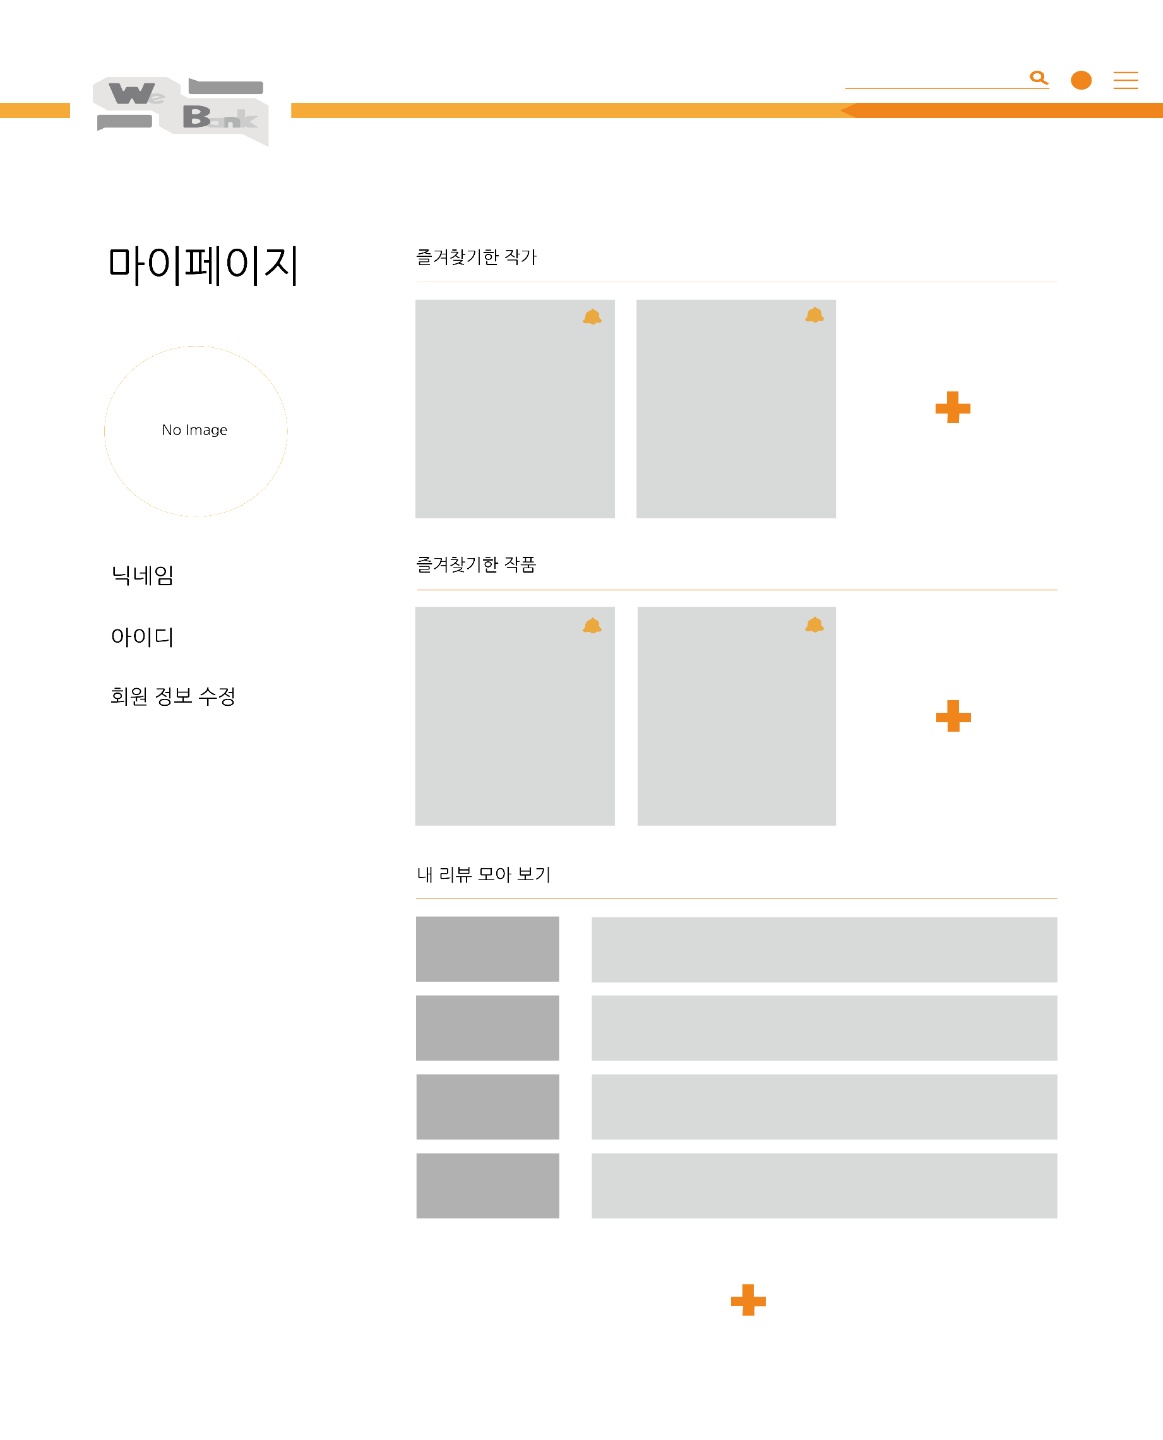 We
Bank
마이페이지
No Image
닉네임
아이디
회원 정보 수정
즐겨찾기한 작가
즐겨찾기한 작품
내 리뷰 모아 보기